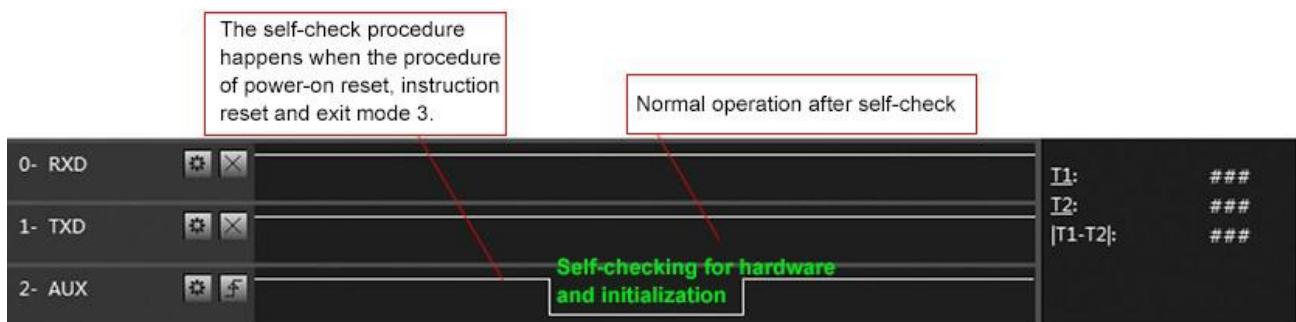 The self-check procedure
happens when the procedure
of power-on reset, instruction
reset and exit mode 3.
Normal operation after self-check
0- RXD
T1: ###
T2: ###
1- TXD
|T1-T2|: ###
Self-checking for hardware
and initialization
2- AUX